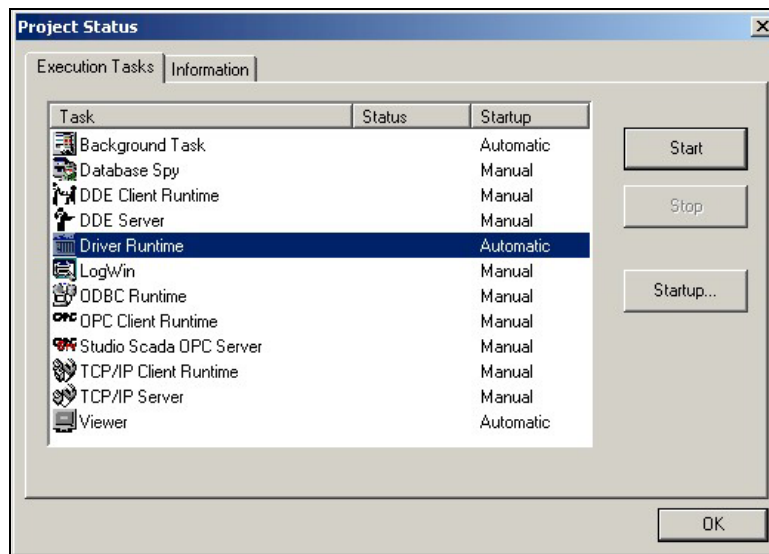 Project Status
Execution Tasks Information
Task Status Startup
Background Task Automatic
Database Spy Manual
DDE Client Runtime Manual
DDE Server Manual
Driver Runtime Automatic
LogWin Manual
ODBC Runtime Manual
OPC OPC Client Runtime Manual
OPC Studio Scada OPC Server Manual
TCP/IP Client Runtime Manual
TCP/IP Server Manual
Viewer Automatic
Start
Stop
Startup...
OK